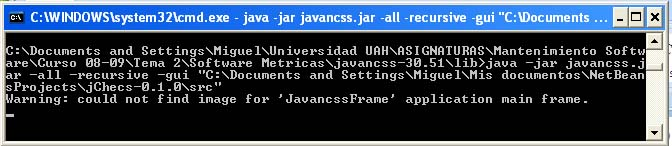 C:\WINDOWS\system32\cmd.exe - java -jar javancss.jar -all -recursive -gui "C:\Documents ...
C:\Documents and Settings\Miguel\Universidad UAH\ASIGNATURAS\Mantenimiento Softw
are\Curso 08-09\Tema 2\Software Metricas\javancss-30.51\lib>java -jar javancss.j
ar -all -recursive -gui "C:\Documents and Settings\Miguel\Mis documentos\NetBean
sProjects\jChecs-0.1.0\src"
Warning: could not find image for 'JavancssFrame' application main frame.